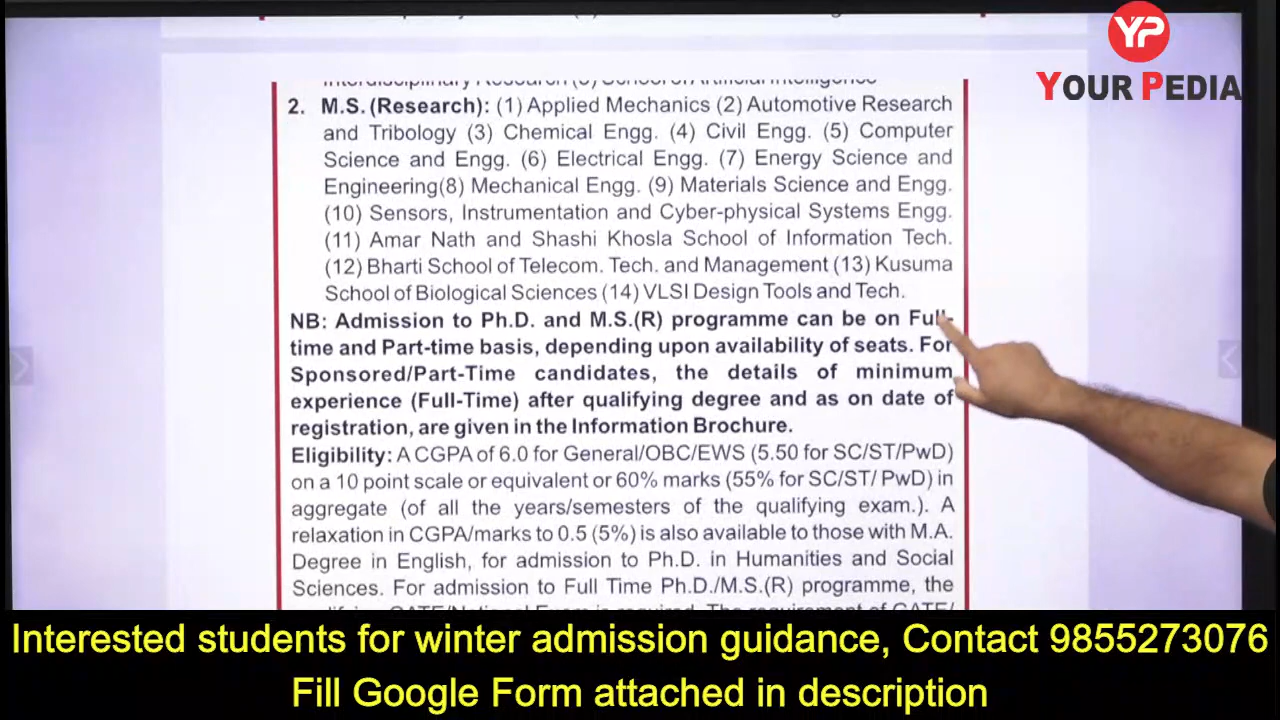 YP
YOUR PEDIA
Interdisciplinary Research School of Artificial Intelligence
2. M.S. (Research): (1) Applied Mechanics (2) Automotive Research
and Tribology (3) Chemical Engg. (4) Civil Engg. (5) Computer
Science and Engg. (6) Electrical Engg. (7) Energy Science and
Engineering(8) Mechanical Engg. (9) Materials Science and Engg.
(10) Sensors, Instrumentation and Cyber-physical Systems Engg.
(11) Amar Nath and Shashi Khosla School of Information Tech.
(12) Bharti School of Telecom. Tech. and Management (13) Kusuma
School of Biological Sciences (14) VLSI Design Tools and Tech.
NB: Admission to Ph.D. and M.S.(R) programme can be on Full-
time and Part-time basis, depending upon availability of seats. For
Sponsored/Part-Time candidates, the details of minimum
experience (Full-Time) after qualifying degree and as on date of
registration, are given in the Information Brochure.
Eligibility: A CGPA of 6.0 for General/OBC/EWS (5.50 for SC/ST/PwD)
on a 10 point scale or equivalent or 60% marks (55% for SC/ST/ PwD) in
aggregate (of all the years/semesters of the qualifying exam.). A
relaxation in CGPA/marks to 0.5 (5%) is also available to those with M.A.
Degree in English, for admission to Ph.D. in Humanities and Social
Sciences. For admission to Full Time Ph.D./M.S.(R) programme, the
Interested students for winter admission guidance, Contact 9855273076
Fill Google Form attached in description